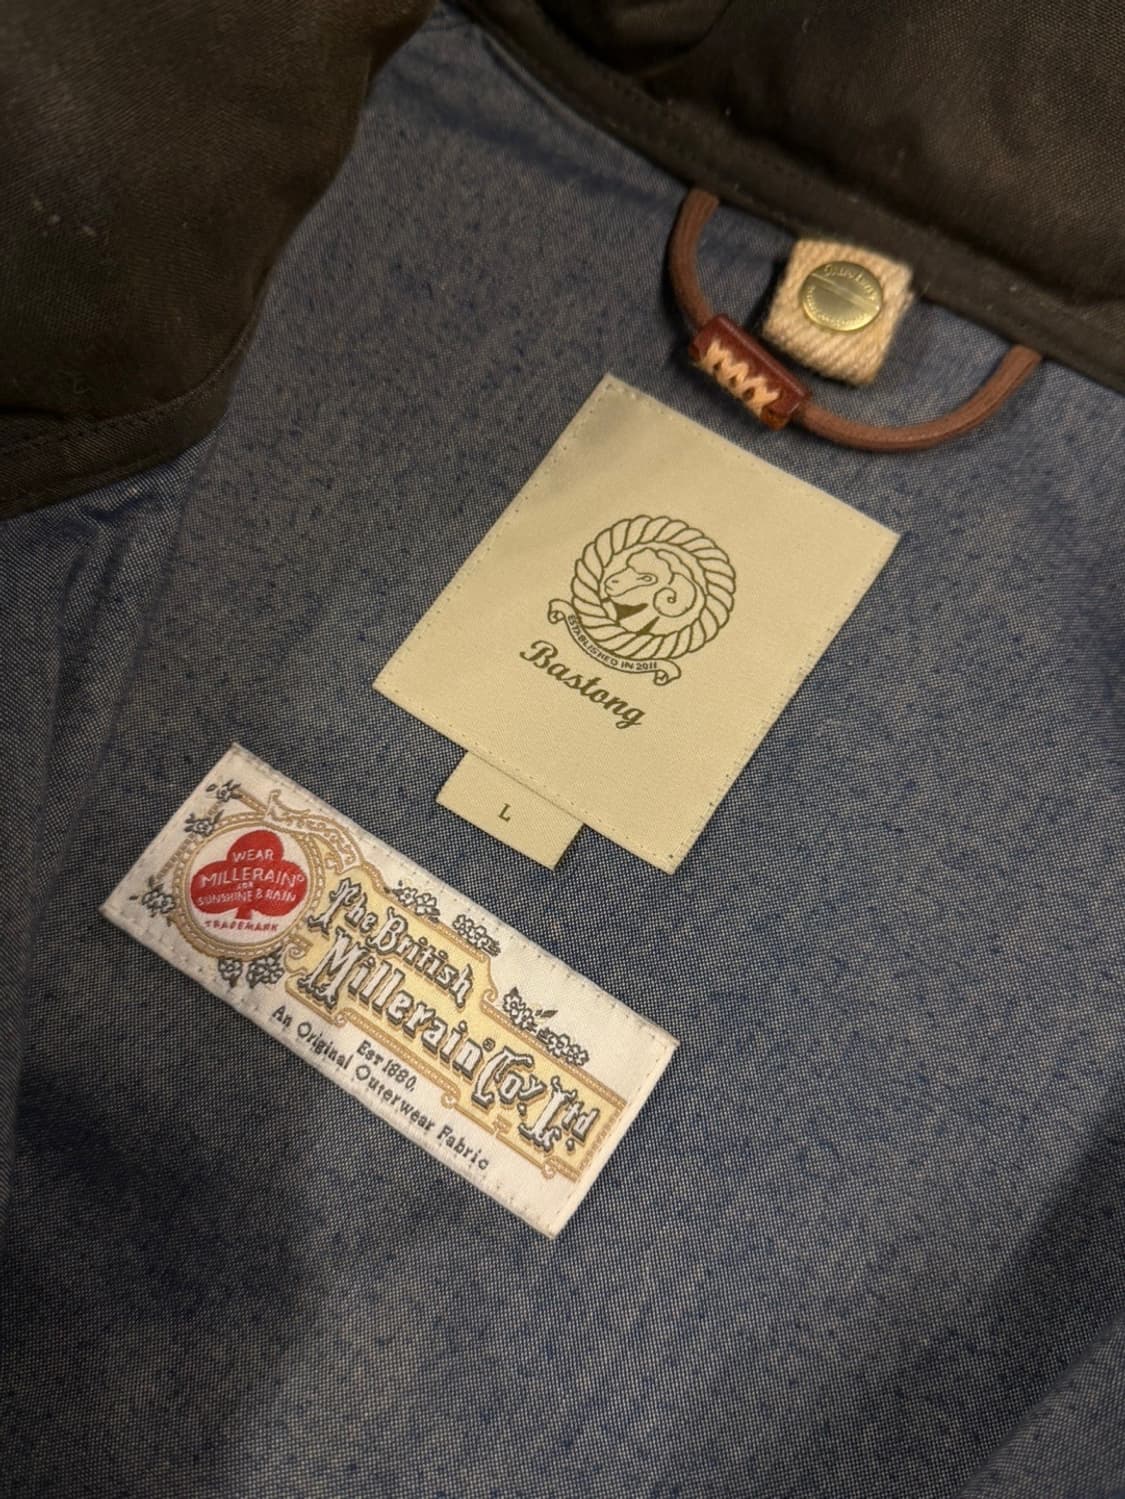 ESTABLISHED IN 2011
Bastong
L
WEAR
MILLERAIN
FOR
SUNSHINE & RAIN
TRADEMARK
The British
Millerain Coy. Ltd.
Est 1880.
An Original Outerwear Fabric